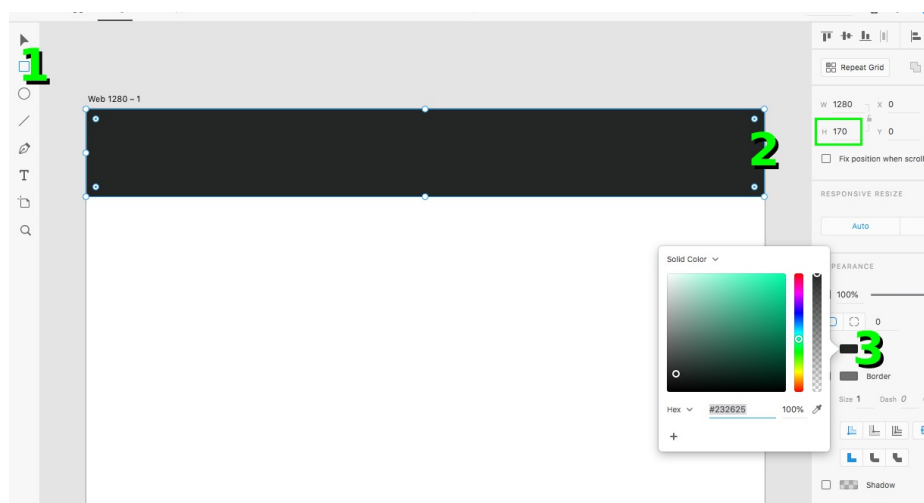 1
Repeat Grid
Web 1280 – 1
W 1280 X 0
H 170 Y 0
2
Fix position when scroll
RESPONSIVE RESIZE
Auto
Solid Color
100%
0
3
Border
Hex #232625 100%
Size 1 Dash 0
+
T
Shadow